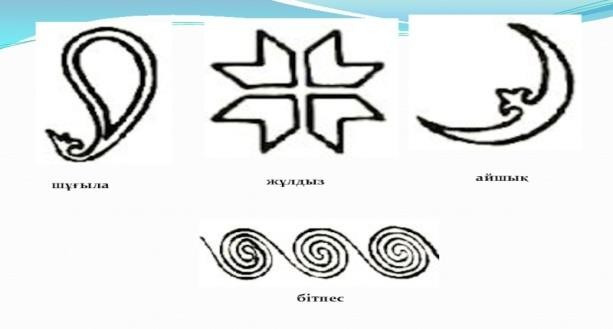 шұғыла
жұлдыз
айшық
бітпес